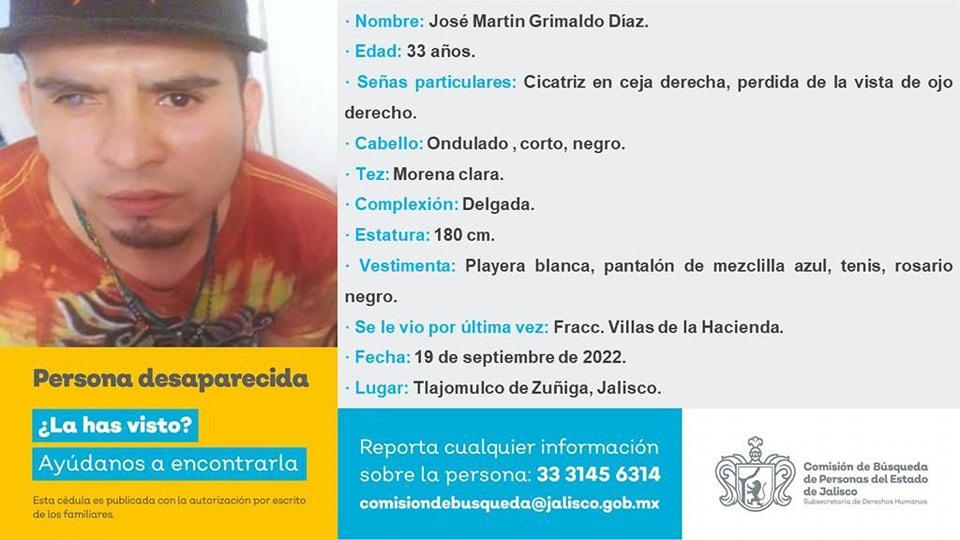 · Nombre: José Martin Grimaldo Díaz.
· Edad: 33 años.
· Señas particulares: Cicatriz en ceja derecha, perdida de la vista de ojo
derecho.
· Cabello: Ondulado , corto, negro.
· Tez: Morena clara.
· Complexión: Delgada.
· Estatura: 180 cm.
· Vestimenta: Playera blanca, pantalón de mezclilla azul, tenis, rosario
negro.
· Se le vio por última vez: Fracc. Villas de la Hacienda.
· Fecha: 19 de septiembre de 2022.
· Lugar: Tlajomulco de Zuñiga, Jalisco.
Persona desaparecida
¿La has visto?
Ayúdanos a encontrarla
Esta cédula es publicada con la autorización por escrito
de los familiares.
Reporta cualquier información
sobre la persona: 33 3145 6314
comisiondebusqueda@jalisco.gob.mx
Comisión de Búsqueda
de Personas del Estado
de Jalisco
Subsecretaría de Derechos Humanos